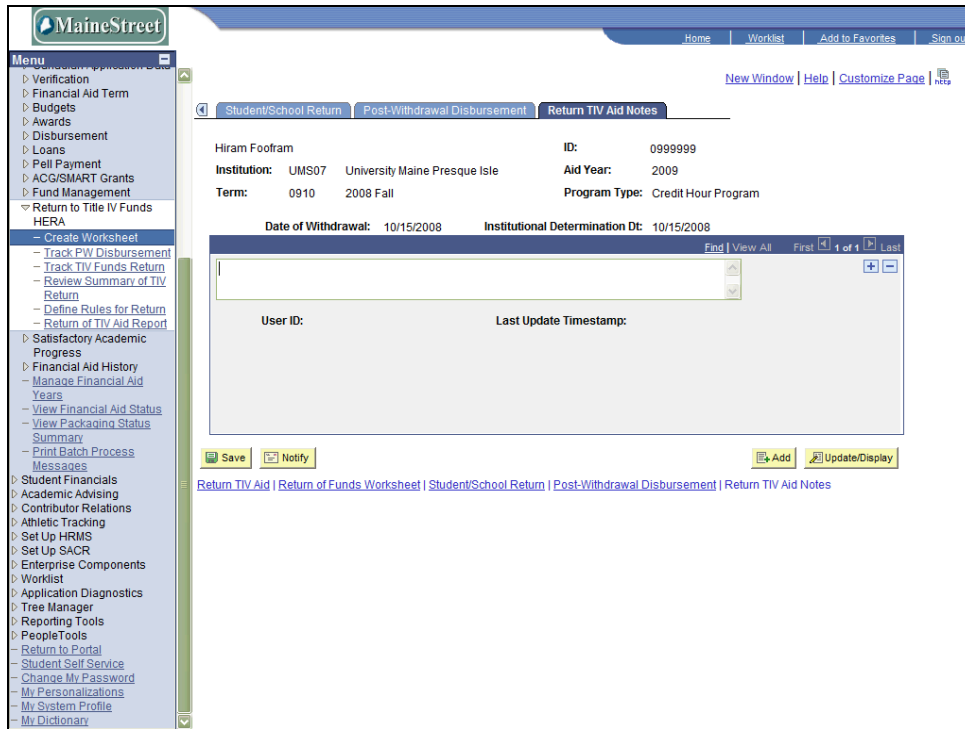 MaineStreet
Home | Worklist | Add to Favorites | Sign ou
Menu
Verification
Financial Aid Term
Budgets
Awards
Disbursement
Loans
Pell Payment
ACG/SMART Grants
Fund Management
Return to Title IV Funds
HERA
Create Worksheet
Track PW Disbursement
Track TIV Funds Return
Review Summary of TIV
Return
Define Rules for Return
Return of TIV Aid Report
Satisfactory Academic
Progress
Financial Aid History
Manage Financial Aid
Years
View Financial Aid Status
View Packaging Status
Summary
Print Batch Process
Messages
Student Financials
Academic Advising
Contributor Relations
Athletic Tracking
Set Up HRMS
Set Up SACR
Enterprise Components
Worklist
Application Diagnostics
Tree Manager
Reporting Tools
PeopleTools
Return to Portal
Student Self Service
Change My Password
My Personalizations
My System Profile
My Dictionary
New Window | Help | Customize Page | http
Student/School Return Post-Withdrawal Disbursement Return TIV Aid Notes
Hiram Foofram ID: 0999999
Institution: UMS07 University Maine Presque Isle Aid Year: 2009
Term: 0910 2008 Fall Program Type: Credit Hour Program
Date of Withdrawal: 10/15/2008 Institutional Determination Dt: 10/15/2008
Find | View All First 1 of 1 Last
User ID: Last Update Timestamp:
Save Notify Add Update/Display
Return TIV Aid | Return of Funds Worksheet | Student/School Return | Post-Withdrawal Disbursement | Return TIV Aid Notes